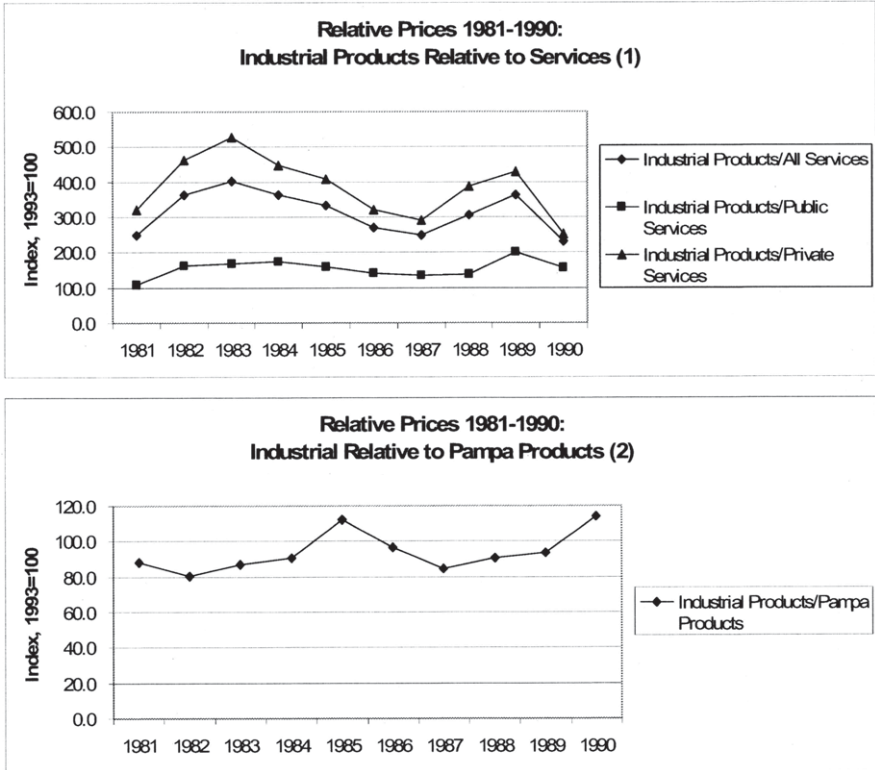 Relative Prices 1981-1990:
Industrial Products Relative to Services (1)
600.0
500.0
400.0
300.0
200.0
100.0
0.0
Index, 1993=100
1981 1982 1983 1984 1985 1986 1987 1988 1989 1990
Industrial Products/All Services
Industrial Products/Public
Services
Industrial Products/Private
Services
Relative Prices 1981-1990:
Industrial Relative to Pampa Products (2)
120.0
100.0
80.0
60.0
40.0
20.0
0.0
Index, 1993=100
1981 1982 1983 1984 1985 1986 1987 1988 1989 1990
Industrial Products/Pampa
Products